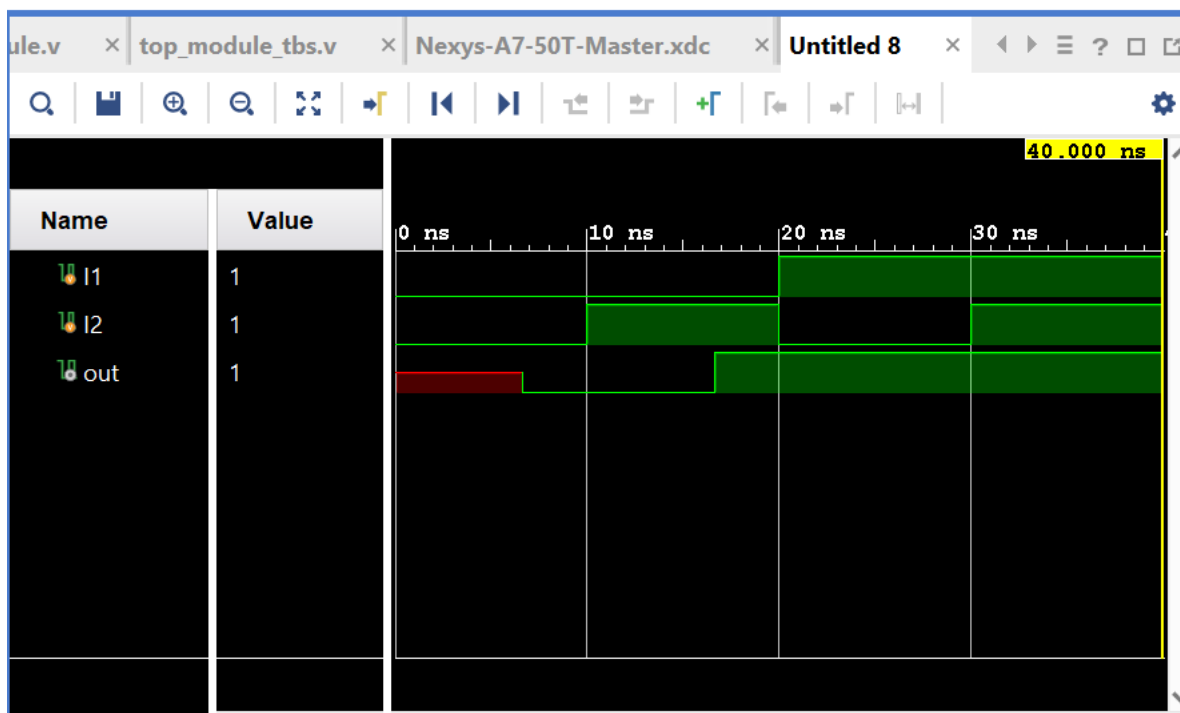 ule.v × top_module_tbs.v × Nexys-A7-50T-Master.xdc × Untitled 8 ×
40.000 ns
Name Value
0 ns 10 ns 20 ns 30 ns
I1 1
I2 1
out 1